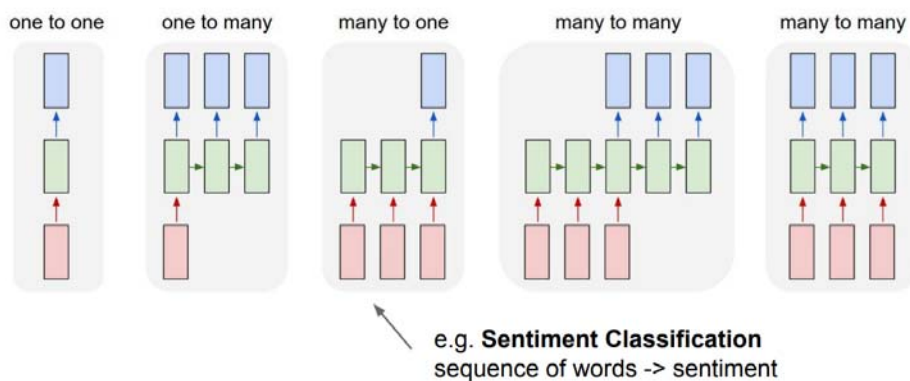 one to one
one to many
many to one
many to many
many to many
e.g. Sentiment Classification
sequence of words -> sentiment